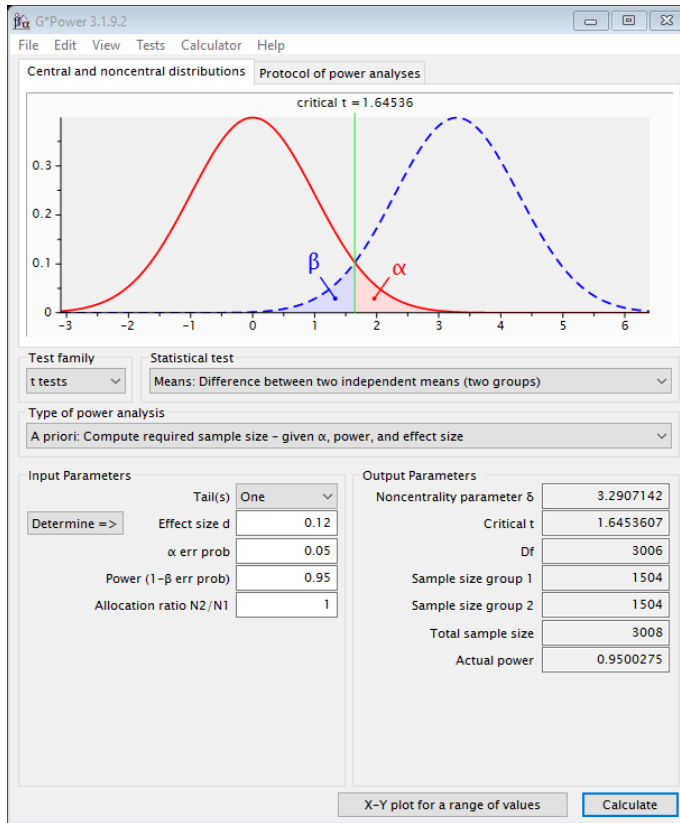 G*Power 3.1.9.2
File Edit View Tests Calculator Help
Central and noncentral distributions Protocol of power analyses
critical t = 1.64536
0.3
0.2
0.1
0
β α
-3 -2 -1 0 1 2 3 4 5 6
Test family Statistical test
t tests Means: Difference between two independent means (two groups)
Type of power analysis
A priori: Compute required sample size – given α, power, and effect size
Input Parameters Output Parameters
Tail(s) One Noncentrality parameter δ 3.2907142
Determine => Effect size d 0.12 Critical t 1.6453607
α err prob 0.05 Df 3006
Power (1-β err prob) 0.95 Sample size group 1 1504
Allocation ratio N2/N1 1 Sample size group 2 1504
Total sample size 3008
Actual power 0.9500275
X-Y plot for a range of values Calculate